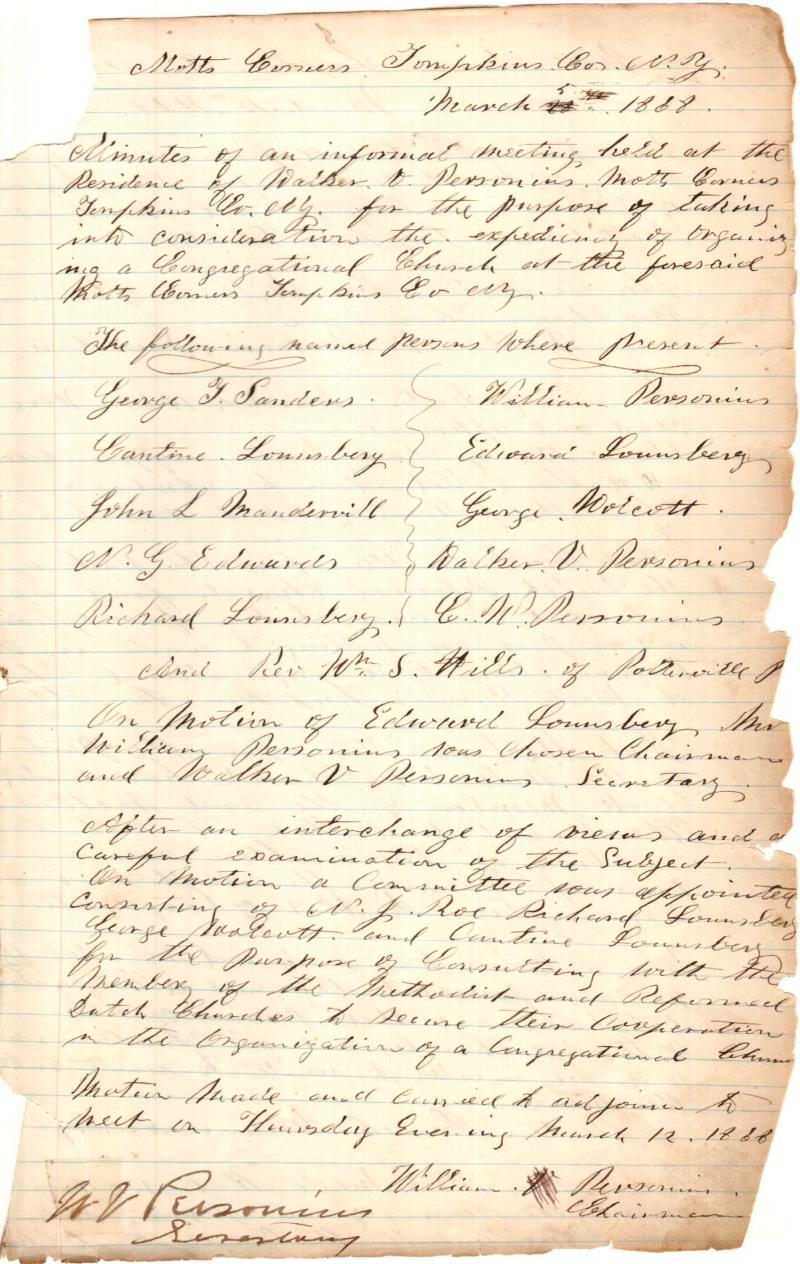 Motts Corners Tompkins Co. N.Y.
March 5th. 1868.
Minutes of an informal meeting held at the
Residence of Walker. V. Personius. Motts Corners
Tompkins Co. NY. for the purpose of taking
into consideration the. expediency of Organiz
ing a Congregational Church at the foresaid
Motts Corners Tompkins Co NY.
The following named persons where present.
George T. Sanders. William Personius
Cantine. Lounsbery Edward Lounsbery
John L Mandervill George. Wolcott.
N. G. Edwards Walker. V. Personius
Richard Lounsbery. C. W. Personius
And Rev Wm. S. Hills. of Potterville P
On Motion of Edward Lounsbery
William Personius was Chosen Chairman
and Walker V Personius Secretary.
After an interchange of views and a
Careful examination of the Subject.
On Motion a Committee was appointed
Consisting of N. J. Roe Richard Lounsbery
George Wolcott. and Cantine Lounsbery
for the Purpose of Consulting with the
Members of the Methodist and Reformed
Dutch Churches to secure their Cooperation
in the Organization of a Congregational Church
Motion Made and Carried to adjourn to
Meet on Thursday Evening March 12. 1868
William. Personius.
W V Personius Chairman
Secretary